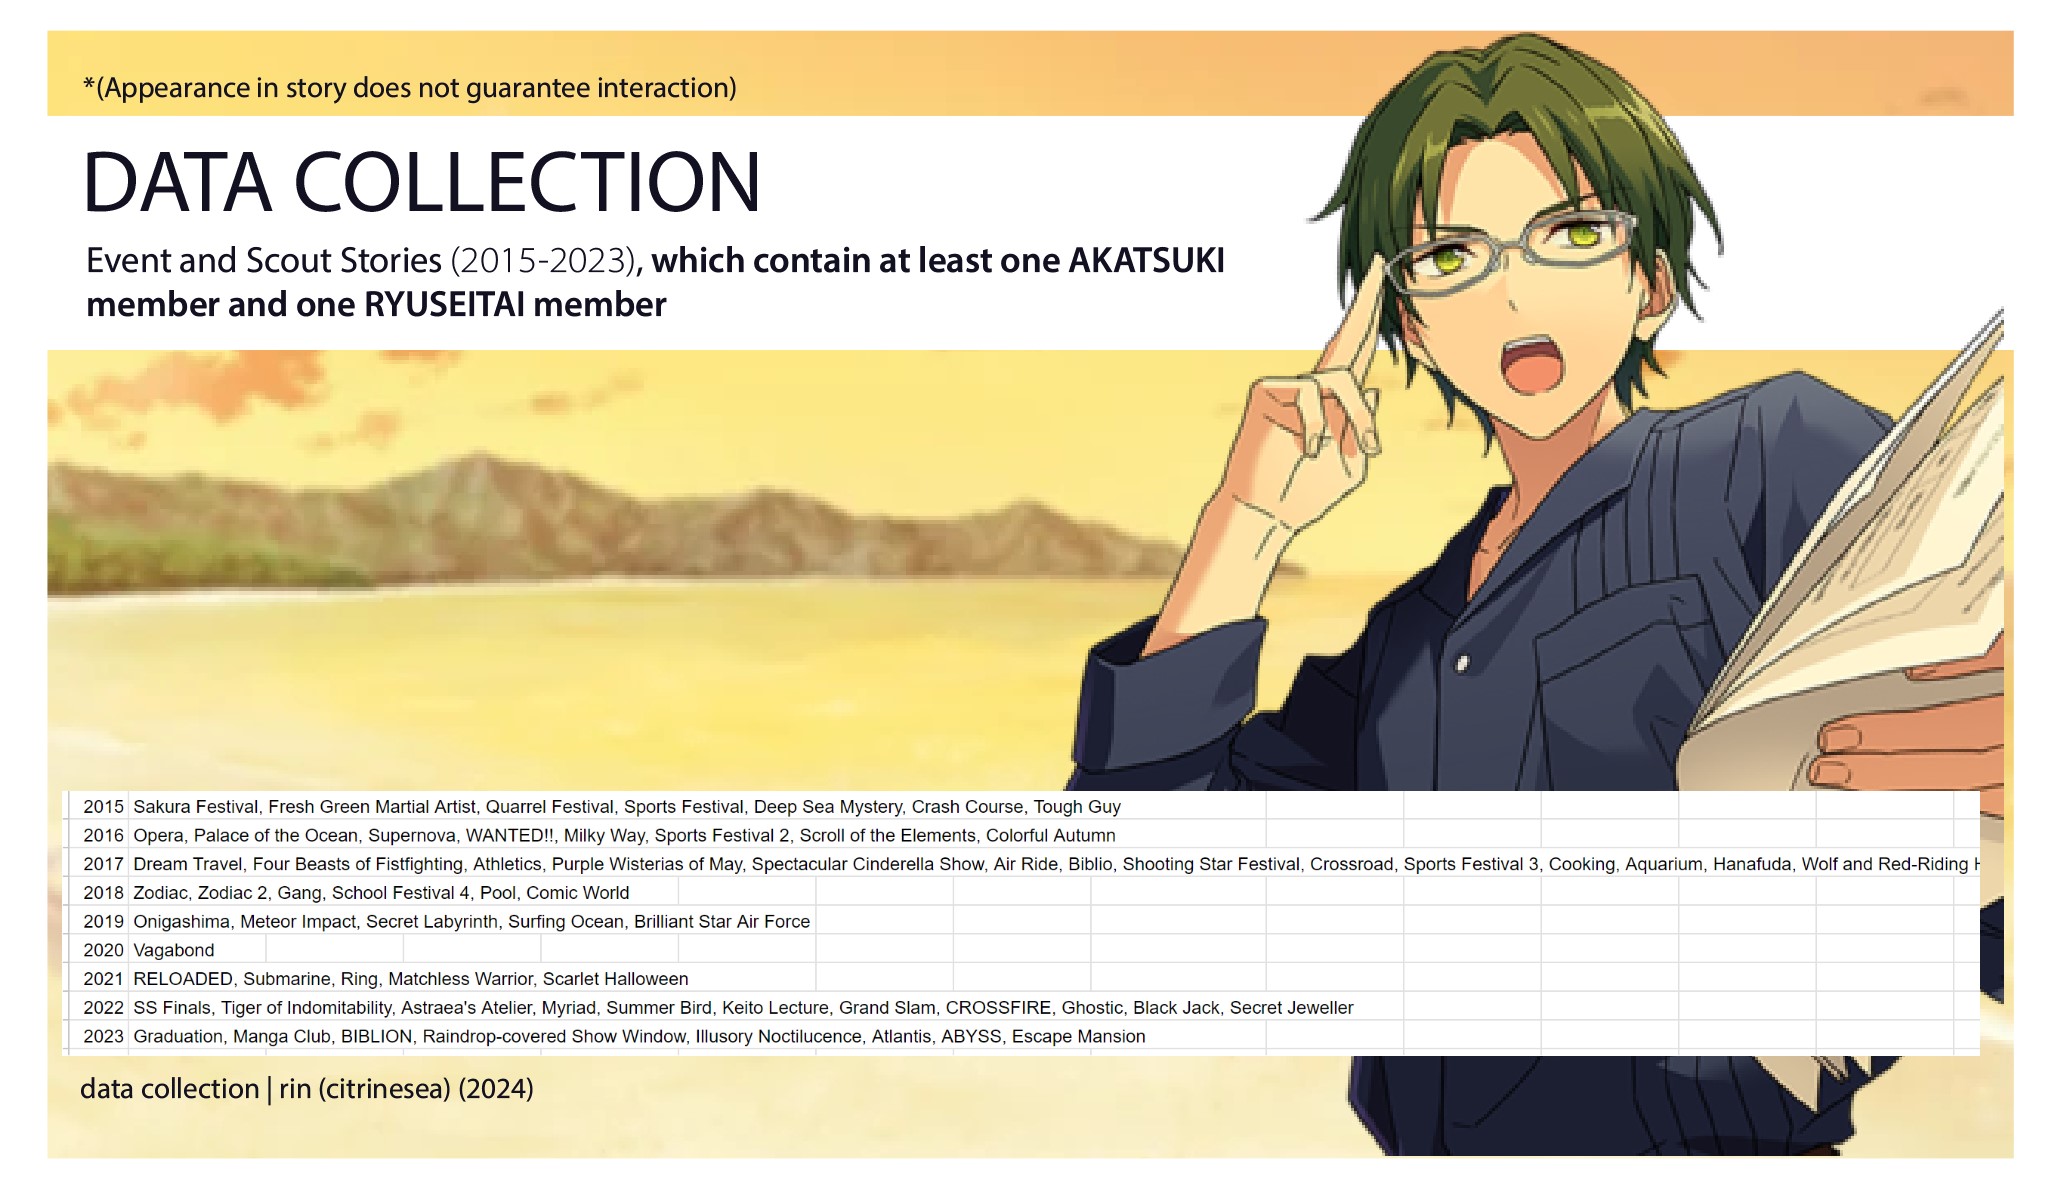 *(Appearance in story does not guarantee interaction)
DATA COLLECTION
Event and Scout Stories (2015-2023), which contain at least one AKATSUKI
member and one RYUSEITAI member
2015 Sakura Festival, Fresh Green Martial Artist, Quarrel Festival, Sports Festival, Deep Sea Mystery, Crash Course, Tough Guy
2016 Opera, Palace of the Ocean, Supernova, WANTED!!, Milky Way, Sports Festival 2, Scroll of the Elements, Colorful Autumn
2017 Dream Travel, Four Beasts of Fistfighting, Athletics, Purple Wisterias of May, Spectacular Cinderella Show, Air Ride, Biblio, Shooting Star Festival, Crossroad, Sports Festival 3, Cooking, Aquarium, Hanafuda, Wolf and Red-Riding
2018 Zodiac, Zodiac 2, Gang, School Festival 4, Pool, Comic World
2019 Onigashima, Meteor Impact, Secret Labyrinth, Surfing Ocean, Brilliant Star Air Force
2020 Vagabond
2021 RELOADED, Submarine, Ring, Matchless Warrior, Scarlet Halloween
2022 SS Finals, Tiger of Indomitability, Astraea's Atelier, Myriad, Summer Bird, Keito Lecture, Grand Slam, CROSSFIRE, Ghostic, Black Jack, Secret Jeweller
2023 Graduation, Manga Club, BIBLION, Raindrop-covered Show Window, Illusory Noctilucence, Atlantis, ABYSS, Escape Mansion
data collection | rin (citrinesea) (2024)